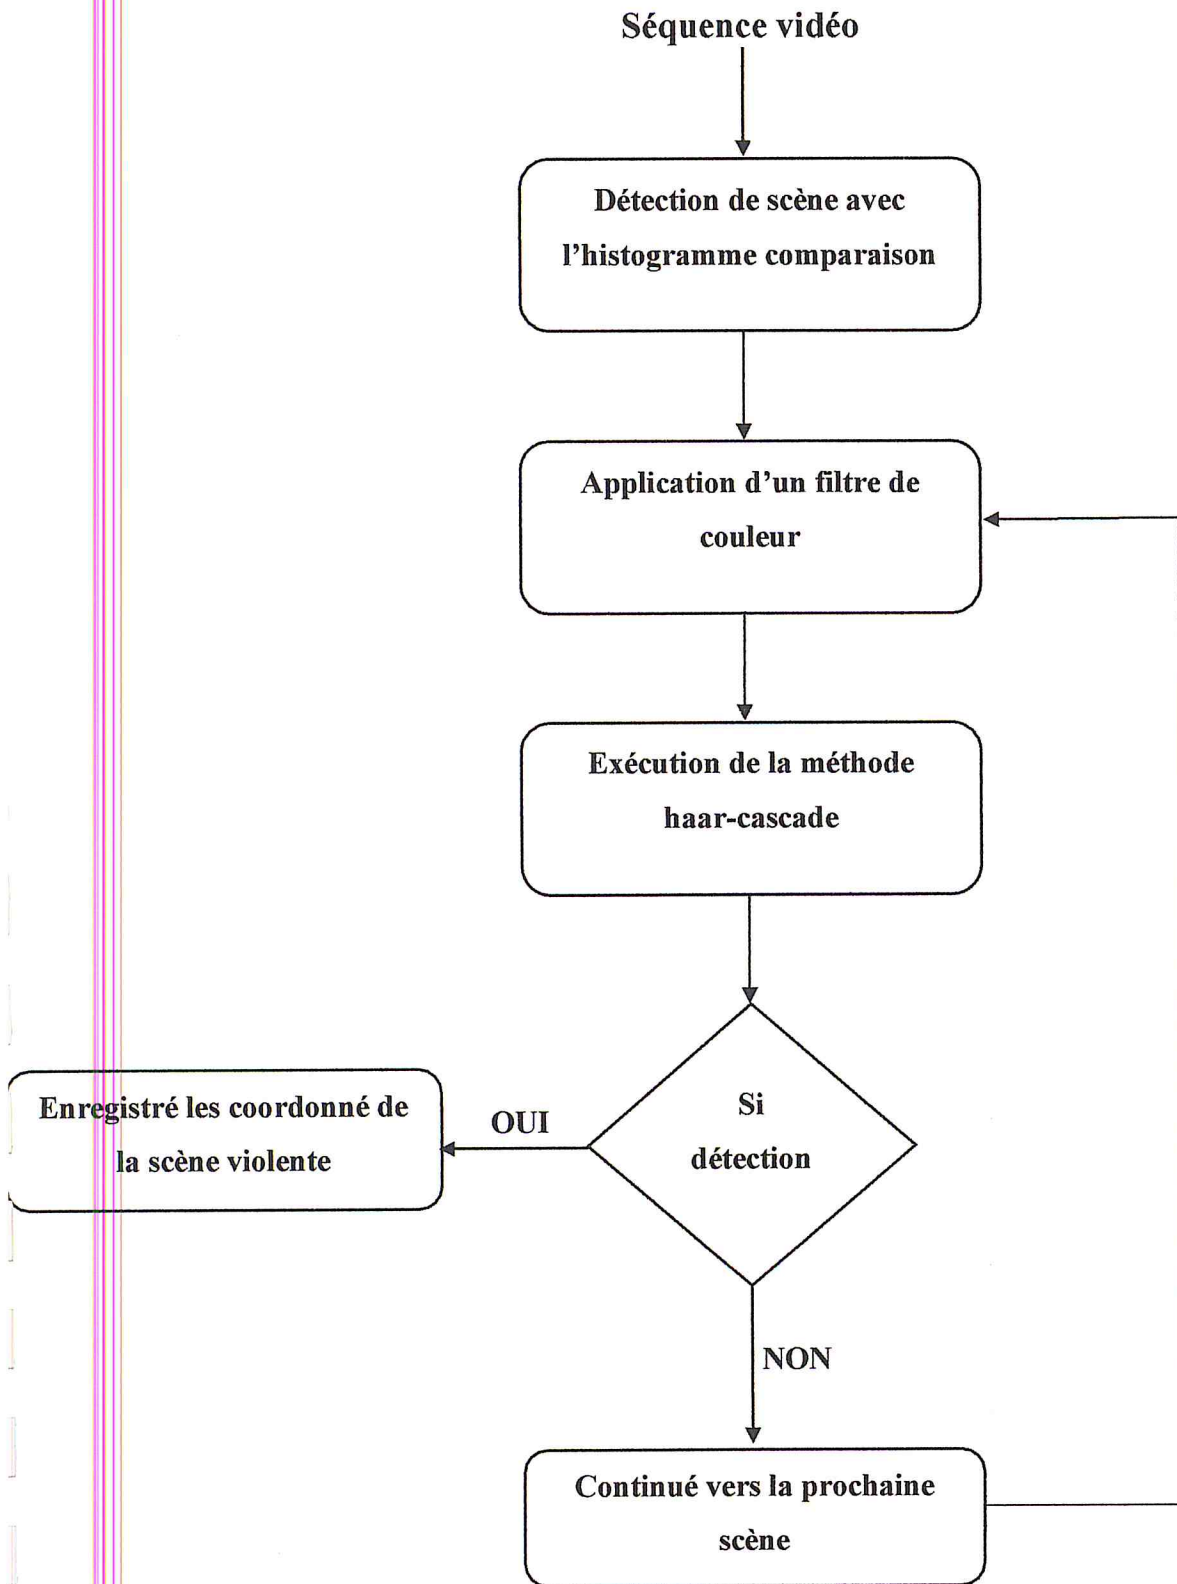 Séquence vidéo
Détection de scène avec
l'histogramme comparaison
Application d'un filtre de
couleur
Exécution de la méthode
haar-cascade
Si
détection
OUI
Enregistré les coordonné de
la scène violente
NON
Continué vers la prochaine
scène